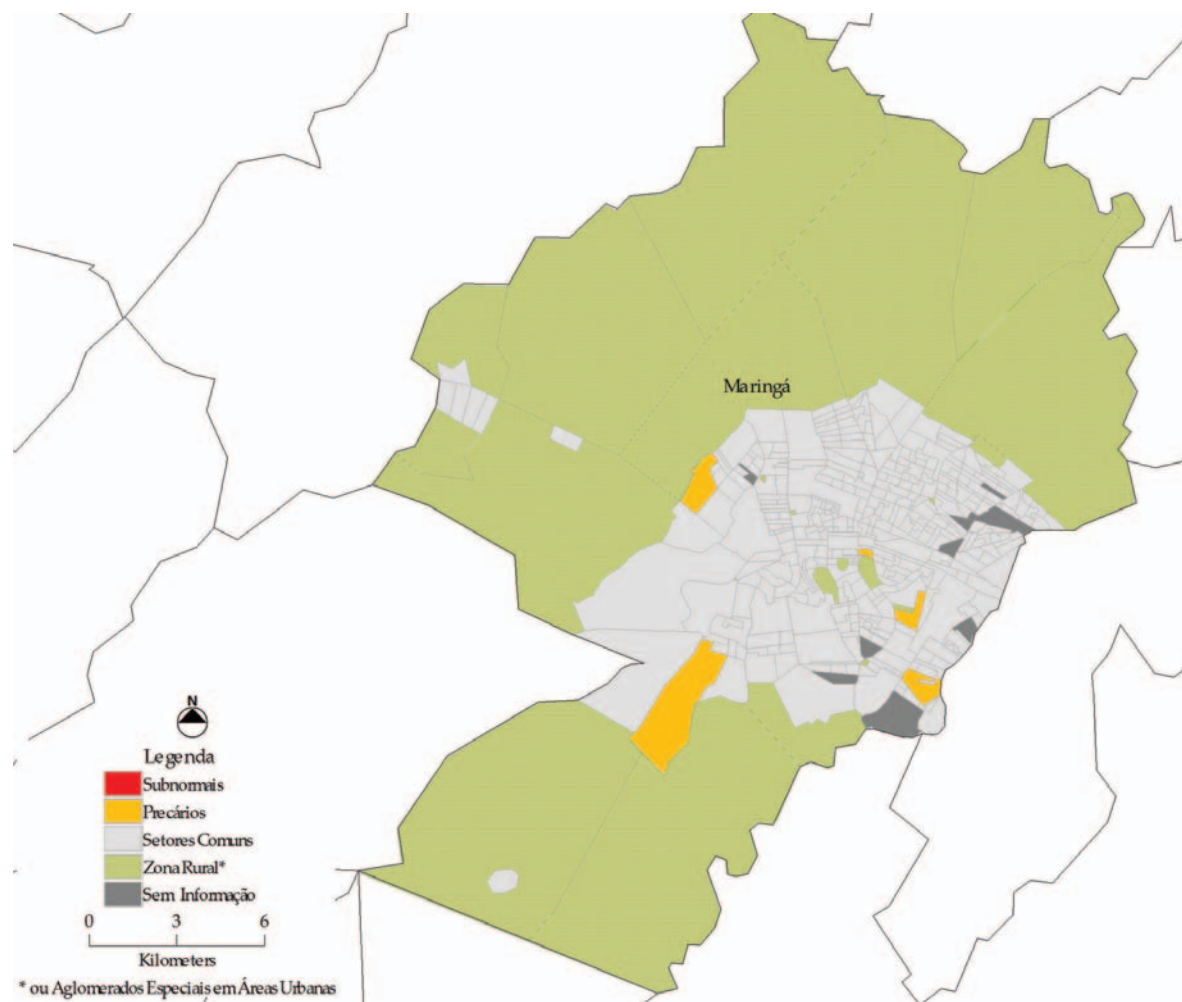 Maringá
N
Legenda
Subnormais
Precários
Setores Comuns
Zona Rural*
Sem Informação
0 3 6
Kilometers
* ou Aglomerados Especiais em Áreas Urbanas